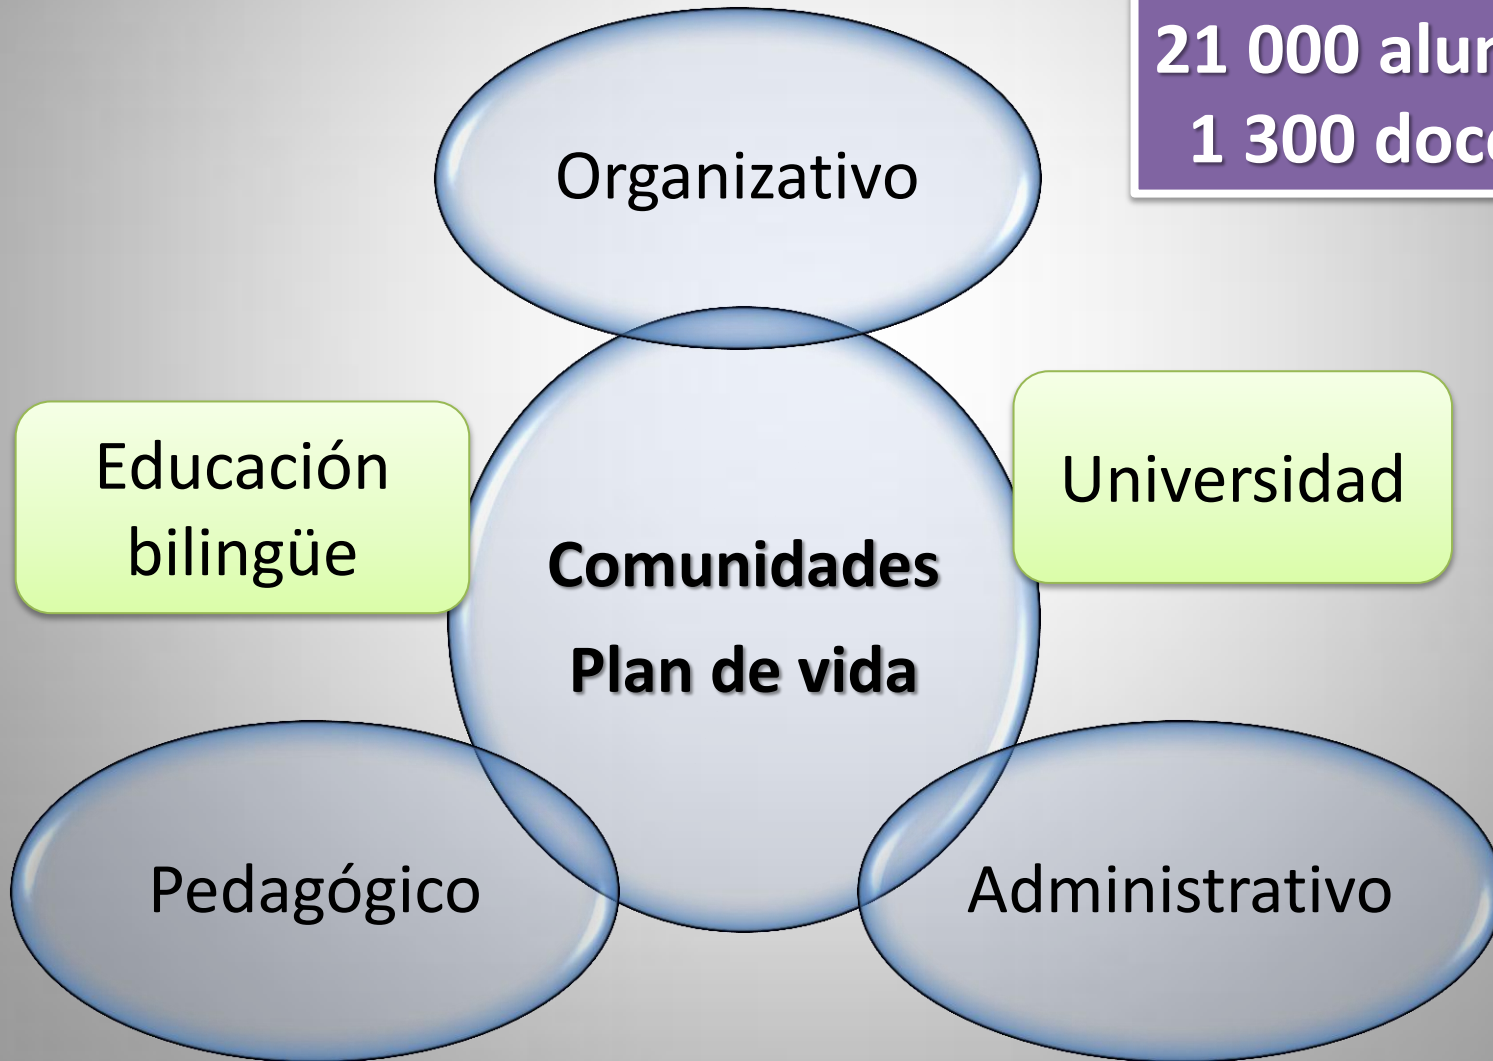 21 000
1 300
Organizativo
Educación
bilingüe
Universidad
Comunidades
Plan de vida
Pedagógico
Administrativo